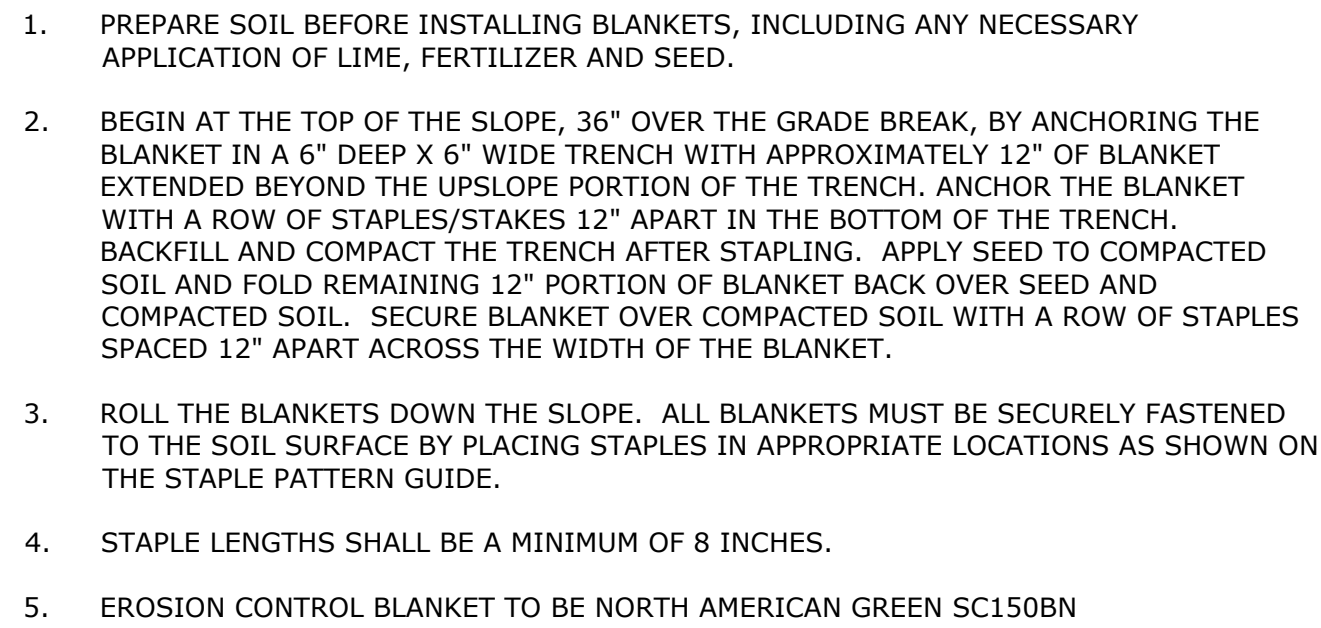 1. PREPARE SOIL BEFORE INSTALLING BLANKETS, INCLUDING ANY NECESSARY
APPLICATION OF LIME, FERTILIZER AND SEED.
2. BEGIN AT THE TOP OF THE SLOPE, 36" OVER THE GRADE BREAK, BY ANCHORING THE
BLANKET IN A 6" DEEP X 6" WIDE TRENCH WITH APPROXIMATELY 12" OF BLANKET
EXTENDED BEYOND THE UPSLOPE PORTION OF THE TRENCH. ANCHOR THE BLANKET
WITH A ROW OF STAPLES/STAKES 12" APART IN THE BOTTOM OF THE TRENCH.
BACKFILL AND COMPACT THE TRENCH AFTER STAPLING. APPLY SEED TO COMPACTED
SOIL AND FOLD REMAINING 12" PORTION OF BLANKET BACK OVER SEED AND
COMPACTED SOIL. SECURE BLANKET OVER COMPACTED SOIL WITH A ROW OF STAPLES
SPACED 12" APART ACROSS THE WIDTH OF THE BLANKET.
3. ROLL THE BLANKETS DOWN THE SLOPE. ALL BLANKETS MUST BE SECURELY FASTENED
TO THE SOIL SURFACE BY PLACING STAPLES IN APPROPRIATE LOCATIONS AS SHOWN ON
THE STAPLE PATTERN GUIDE.
4. STAPLE LENGTHS SHALL BE A MINIMUM OF 8 INCHES.
5. EROSION CONTROL BLANKET TO BE NORTH AMERICAN GREEN SC150BN